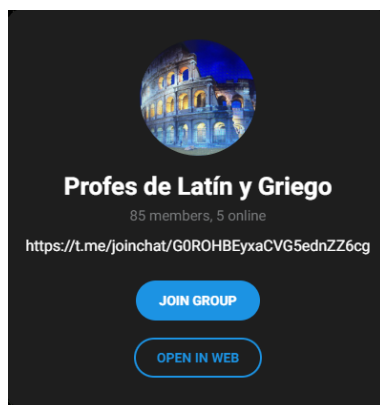 Profes de Latín y Griego
85 members, 5 online
https://t.me/joinchat/G0ROHBEyxaCVG5ednZZ6cg
JOIN GROUP
OPEN IN WEB